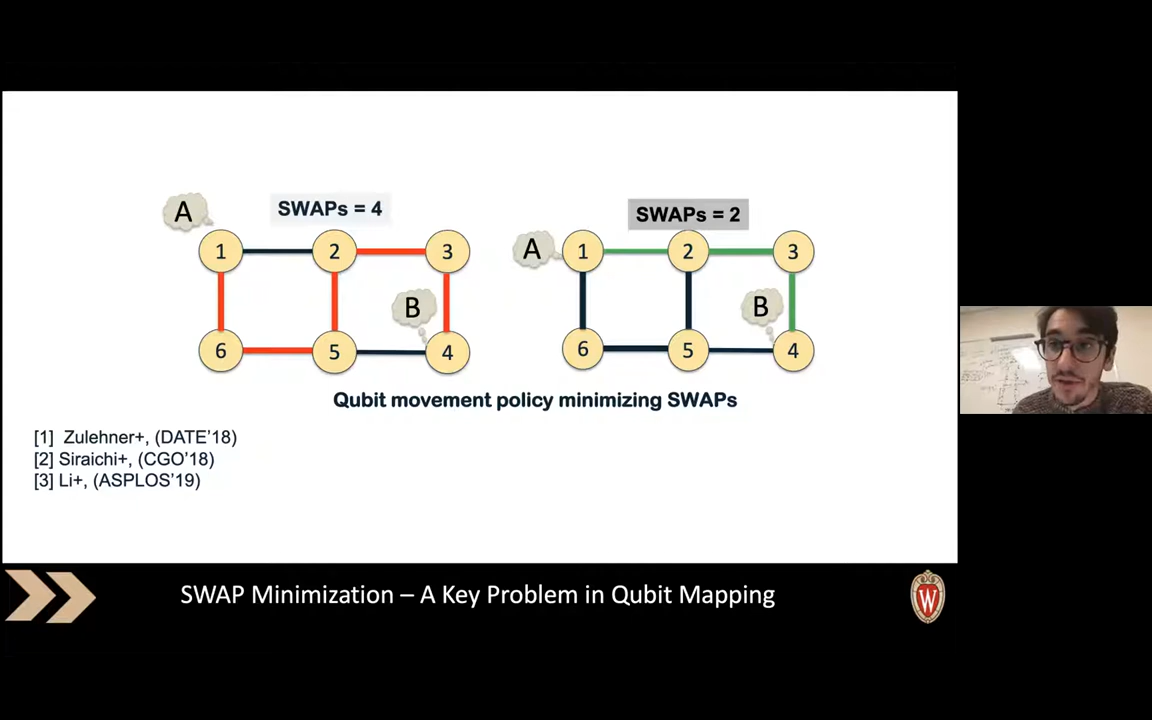 A
SWAPs = 4
1
2
3
B
6
5
4
SWAPs = 2
A
1
2
3
B
6
5
4
Qubit movement policy minimizing SWAPs
[1] Zulehner+, (DATE'18)
[2] Siraichi+, (CGO'18)
[3] Li+, (ASPLOS'19)
SWAP Minimization – A Key Problem in Qubit Mapping
W